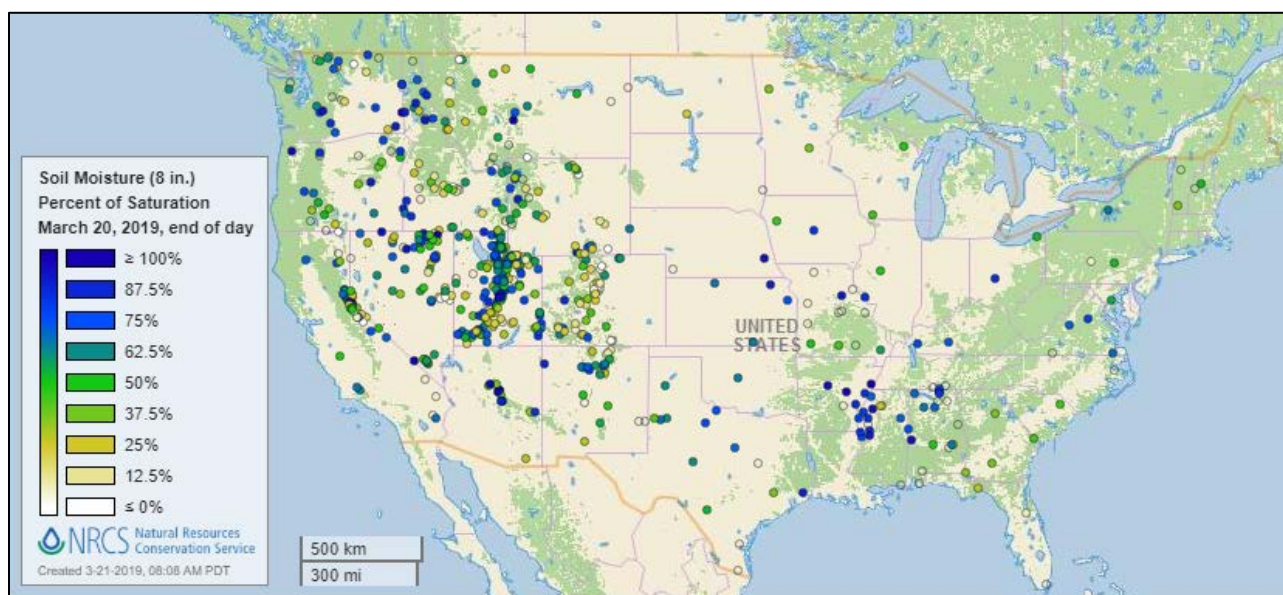 Soil Moisture (8 in.)
Percent of Saturation
March 20, 2019, end of day
≥ 100%
87.5%
75%
62.5%
50%
37.5%
25%
12.5%
≤ 0%
NRCS Natural Resources
Conservation Service
Created 3-21-2019, 08:08 AM PDT
500 km
300 mi
UNITED
STATES